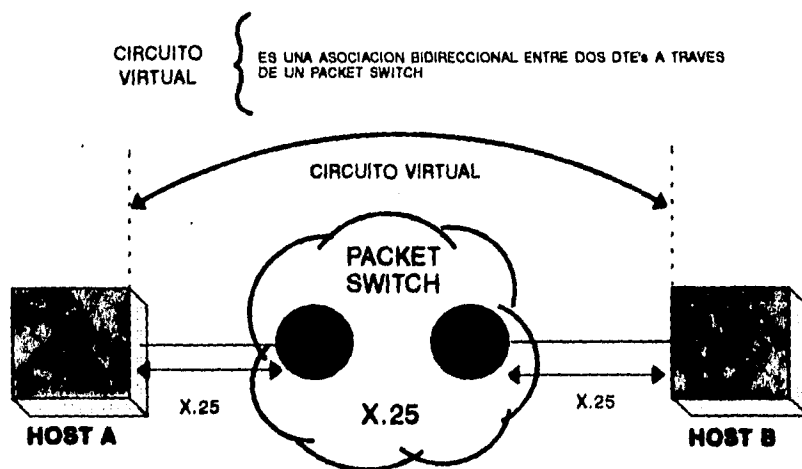 CIRCUITO
VIRTUAL
ES UNA ASOCIACION BIDIRECCIONAL ENTRE DOS DTE's A TRAVES
DE UN PACKET SWITCH
CIRCUITO VIRTUAL
PACKET
SWITCH
X.25
X.25
X.25
HOST A
HOST B